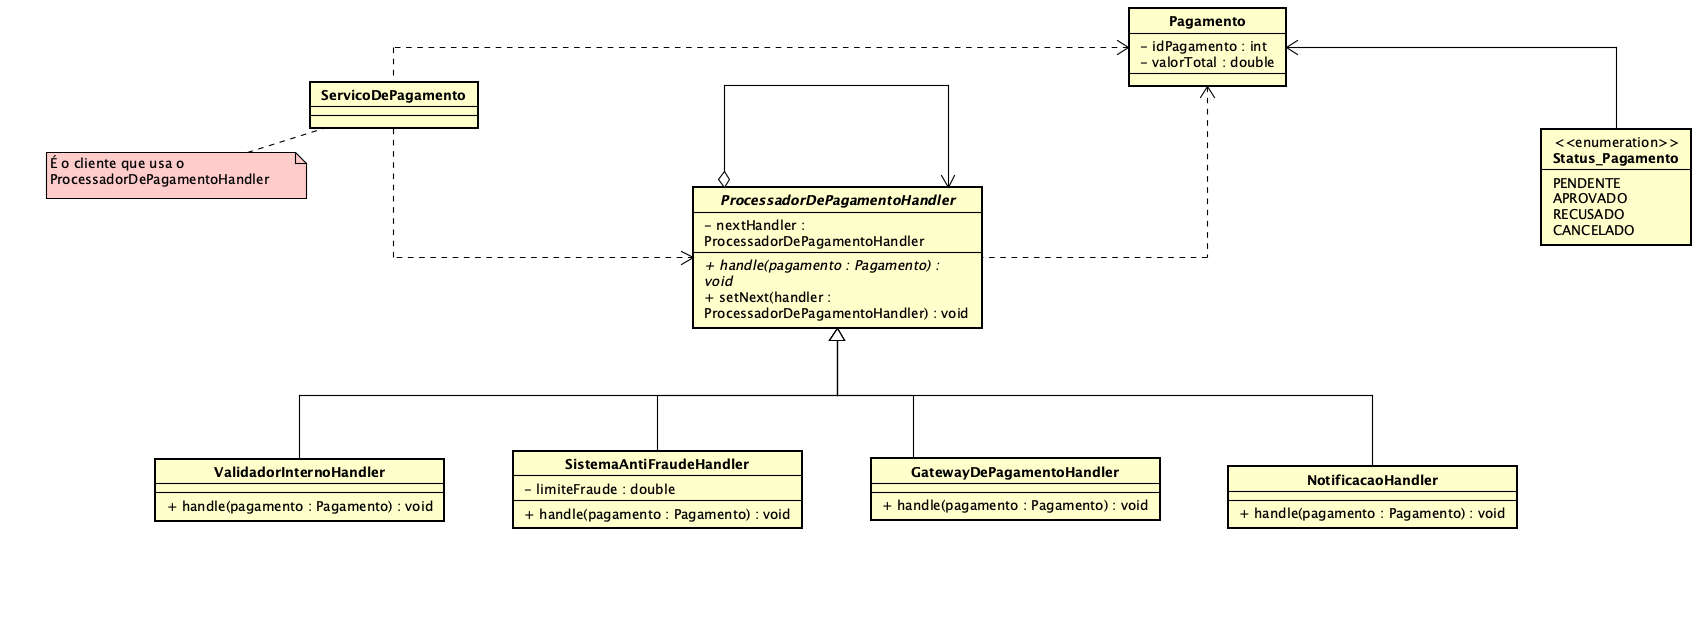 Pagamento
– idPagamento : int
– valorTotal : double
ServicoDePagamento
É o cliente que usa o
ProcessadorDePagamentoHandler
<<enumeration>>
Status_Pagamento
PENDENTE
APROVADO
RECUSADO
CANCELADO
ProcessadorDePagamentoHandler
– nextHandler :
ProcessadorDePagamentoHandler
+ handle(pagamento : Pagamento) :
void
+ setNext(handler :
ProcessadorDePagamentoHandler) : void
ValidadorInternoHandler
+ handle(pagamento : Pagamento) : void
SistemaAntiFraudeHandler
– limiteFraude : double
+ handle(pagamento : Pagamento) : void
GatewayDePagamentoHandler
+ handle(pagamento : Pagamento) : void
NotificacaoHandler
+ handle(pagamento : Pagamento) : void